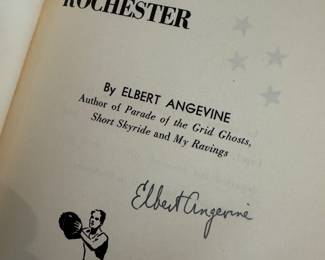 ROCHESTER
By ELBERT ANGEVINE
Author of Parade of the Grid Ghosts,
Short Skyride and My Ravings
Elbert Angevine